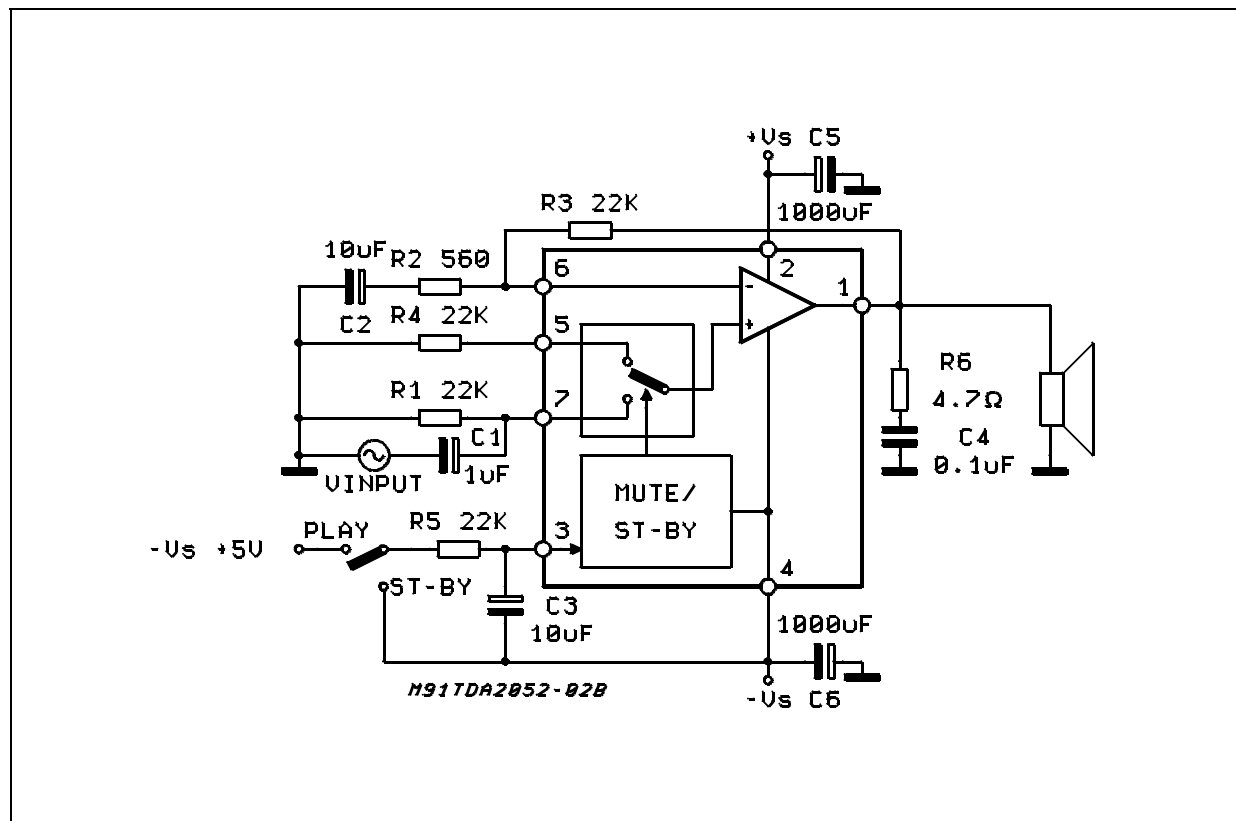 +Vs C5
1000uF
R3 22K
10uF
R2 560
6
2
1
C2
R4 22K
5
R1 22K
7
C1
1uF
VINPUT
-
+
R6
4.7Ω
C4
0.1uF
MUTE/
ST-BY
-Vs +5V
PLAY
R5 22K
3
ST-BY
4
C3
10uF
1000uF
-Vs C6
M91TDA2052-02B